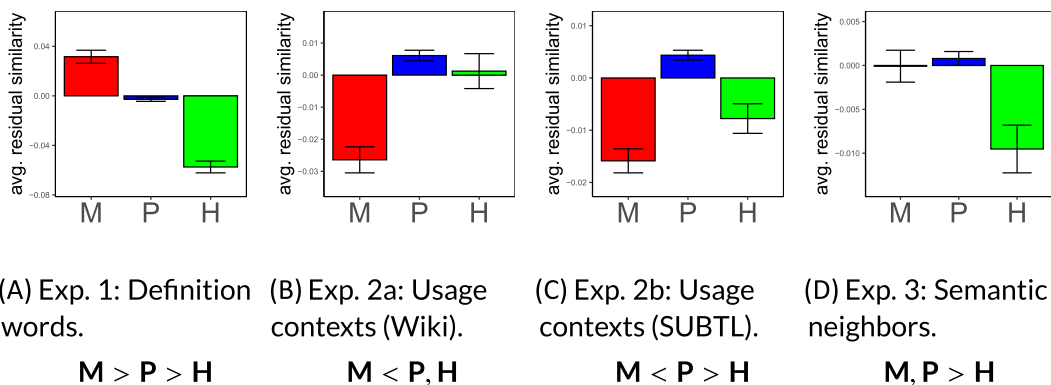 avg. residual similarity
0.04
0.00
−0.04
−0.08
M P H
avg. residual similarity
0.01
0.00
−0.01
−0.02
−0.03
M P H
avg. residual similarity
0.01
0.00
−0.01
−0.02
M P H
avg. residual similarity
0.005
0.000
−0.005
−0.010
M P H
(A) Exp. 1: Definition
words.
M > P > H
(B) Exp. 2a: Usage
contexts (Wiki).
M < P, H
(C) Exp. 2b: Usage
contexts (SUBTL).
M < P > H
(D) Exp. 3: Semantic
neighbors.
M, P > H